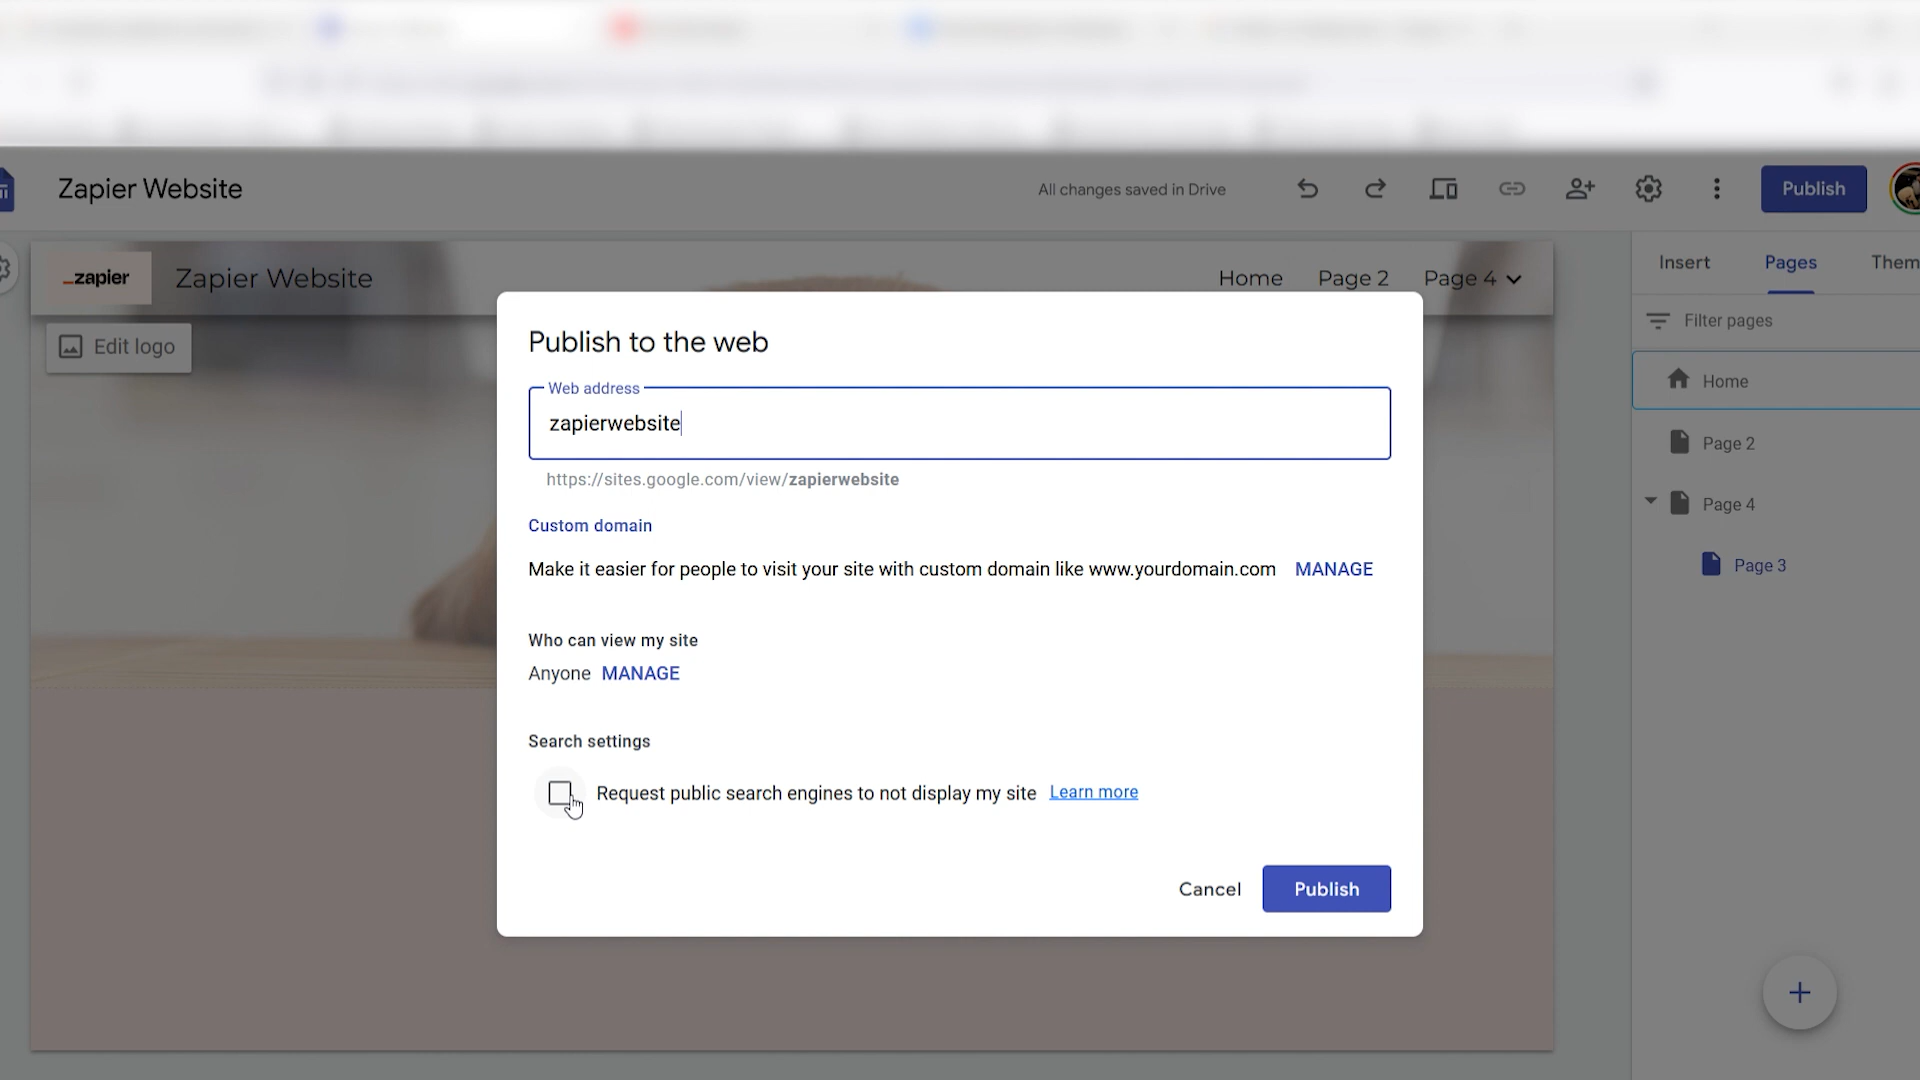 Zapier Website
All changes saved in Drive
Publish
_zapier
Zapier Website
Home
Page 2
Page 4
Edit logo
Insert
Pages
Them
Filter pages
Home
Page 2
Page 4
Page 3
Publish to the web
Web address
zapierwebsite
https://sites.google.com/view/zapierwebsite
Custom domain
Make it easier for people to visit your site with custom domain like www.yourdomain.com MANAGE
Who can view my site
Anyone MANAGE
Search settings
Request public search engines to not display my site Learn more
Cancel
Publish